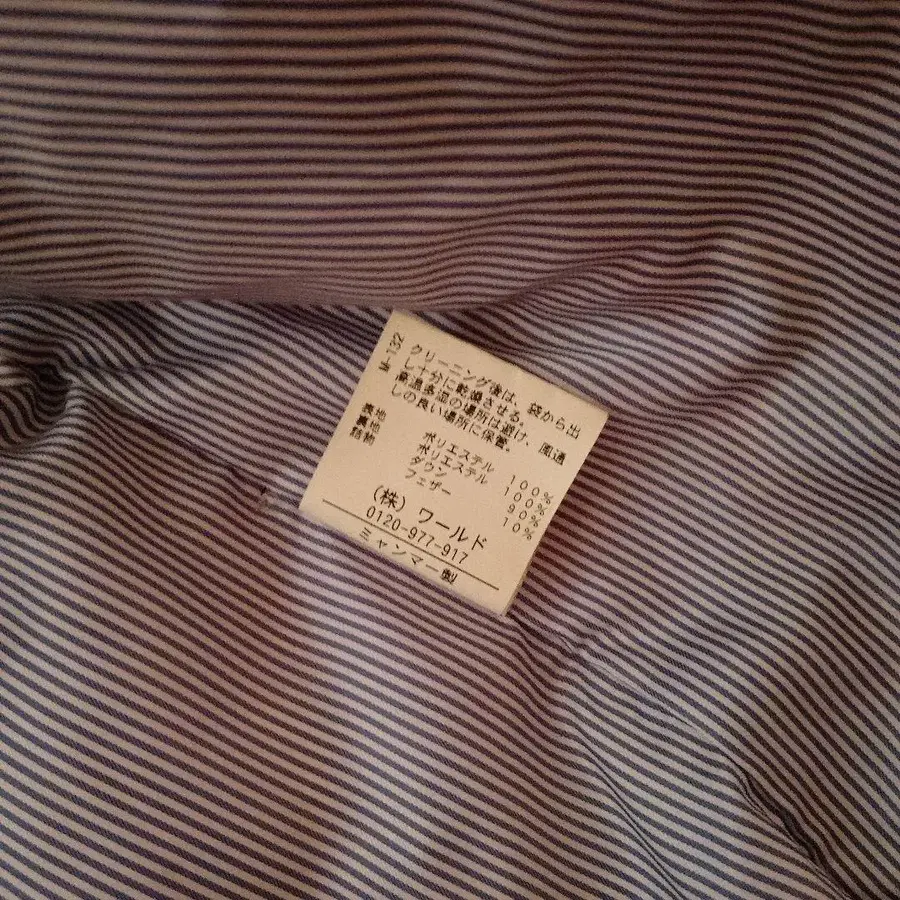 M-132
クリーニング後は、袋から出
し十分に乾燥させる。
高温多湿の場所は避け、風通
しの良い場所に保管。
表地 ポリエステル 100%
裏地 ポリエステル 100%
詰物 ダウン 90%
フェザー 10%
(株) ワールド
0120-977-917
ミャンマー製